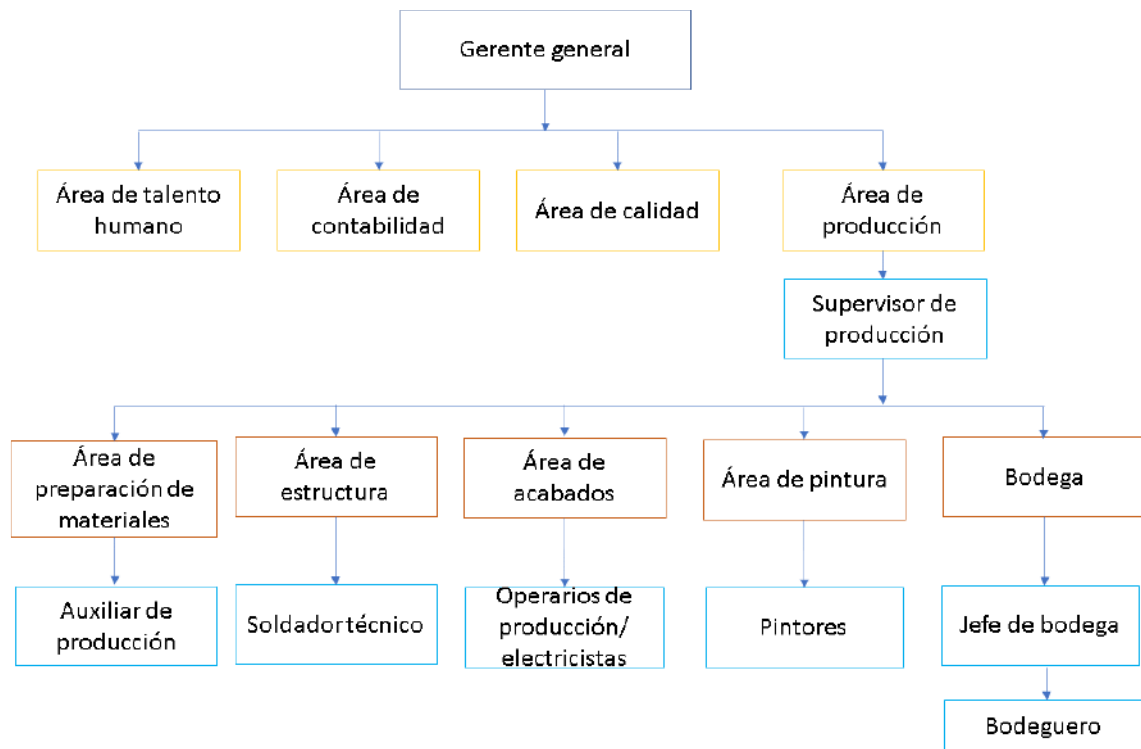 Gerente general
Área de talento
humano
Área de
contabilidad
Área de calidad
Área de
producción
Supervisor de
producción
Área de
preparación de
materiales
Área de
estructura
Área de
acabados
Área de pintura
Bodega
Auxiliar de
producción
Soldador técnico
Operarios de
producción/
electricistas
Pintores
Jefe de bodega
Bodeguero